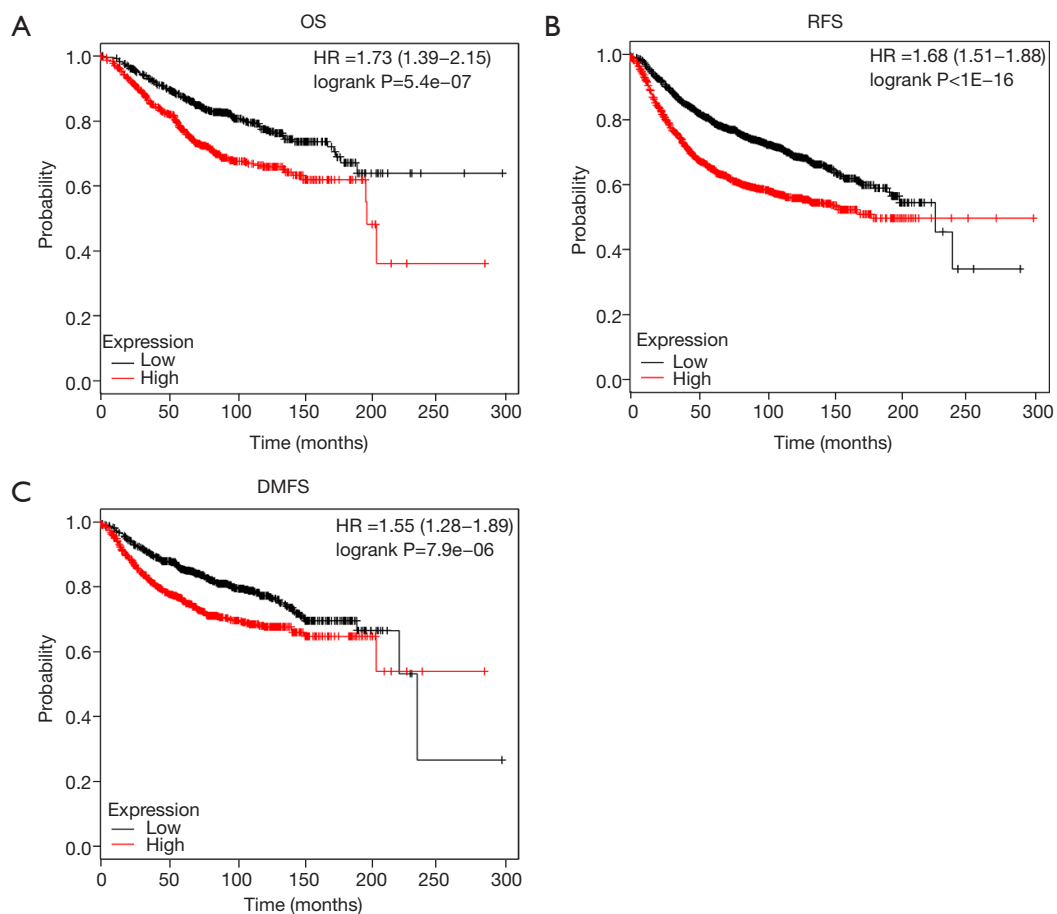 A
OS
HR =1.73 (1.39–2.15)
logrank P=5.4e–07
Probability
1.0
0.8
0.6
0.4
0.2
0.0
Expression
Low
High
0 50 100 150 200 250 300
Time (months)
B
RFS
HR =1.68 (1.51–1.88)
logrank P<1E–16
Probability
1.0
0.8
0.6
0.4
0.2
0.0
Expression
Low
High
0 50 100 150 200 250 300
Time (months)
C
DMFS
HR =1.55 (1.28–1.89)
logrank P=7.9e–06
Probability
1.0
0.8
0.6
0.4
0.2
0.0
Expression
Low
High
0 50 100 150 200 250 300
Time (months)